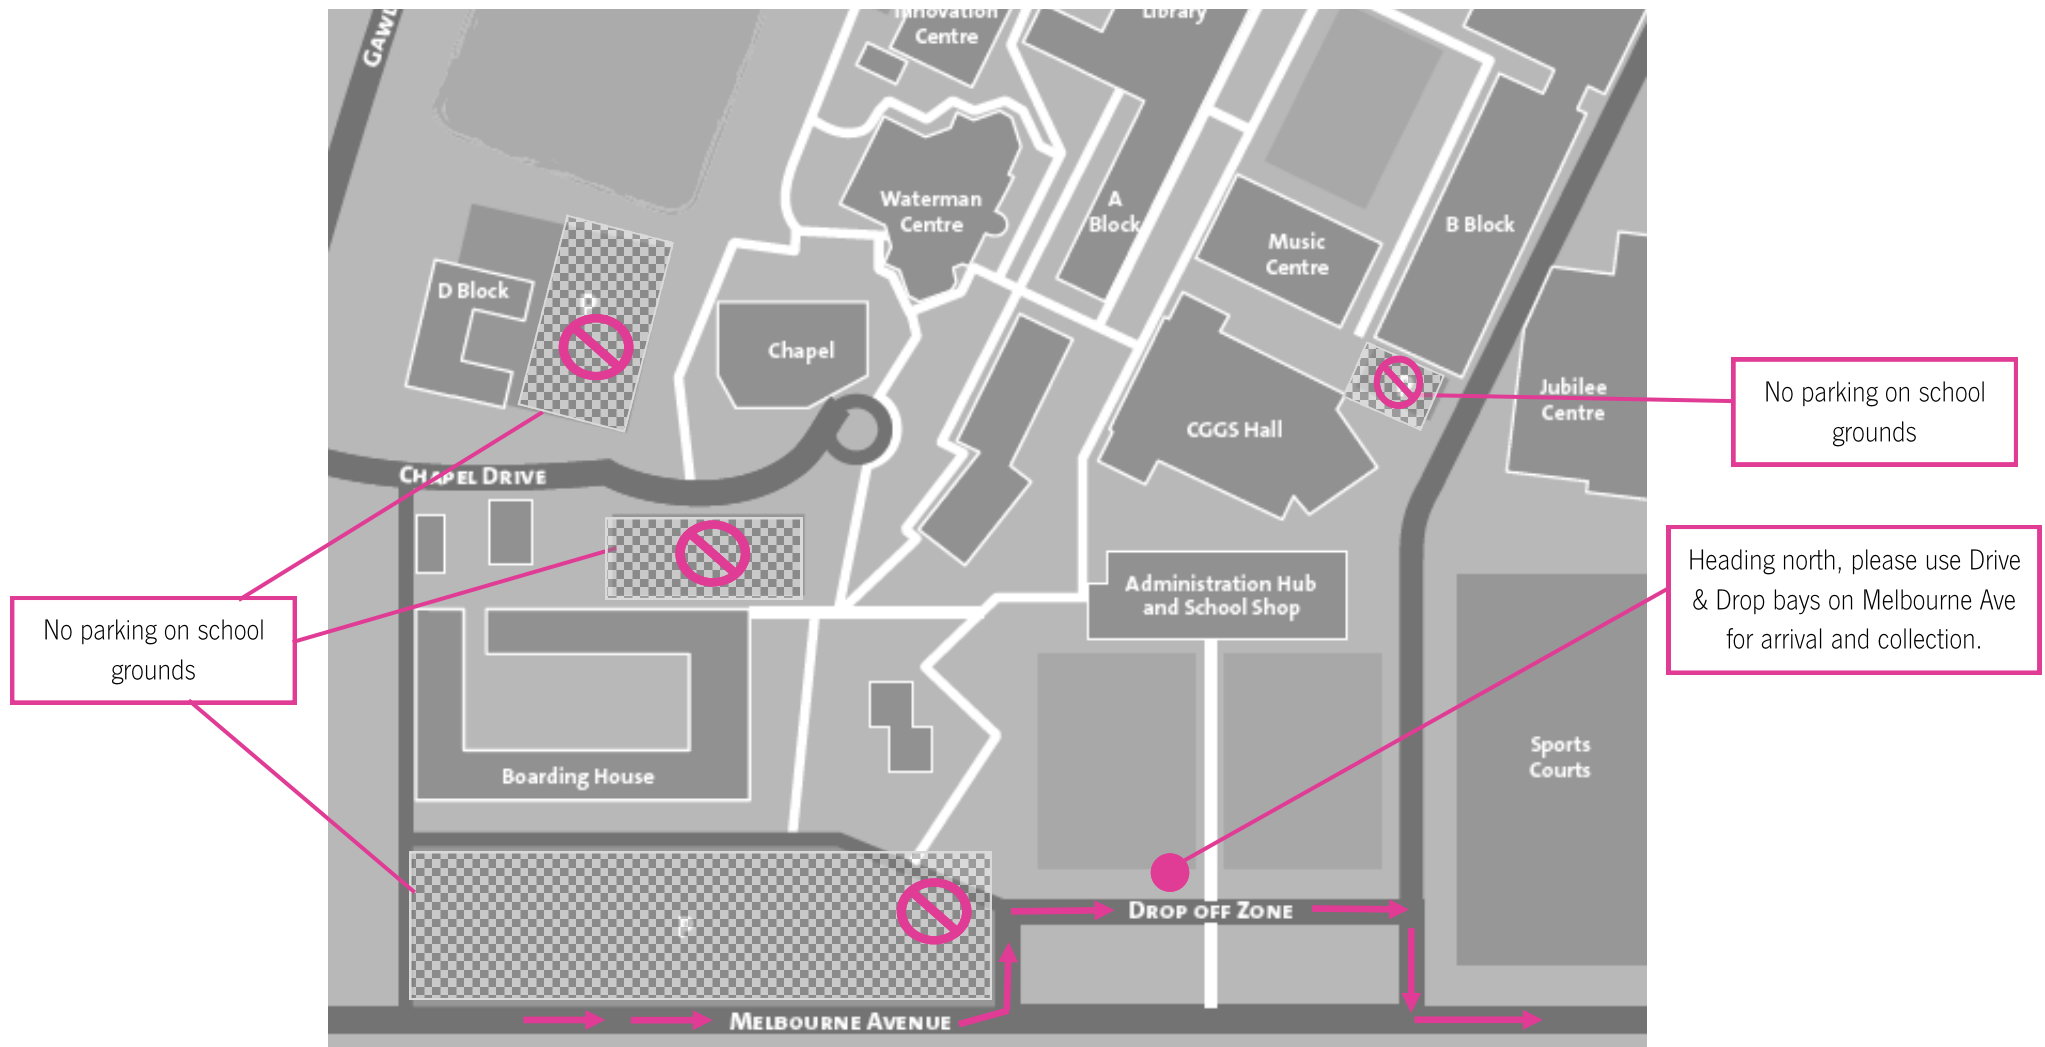 Innovation
Centre
Library
Waterman
Centre
A
Block
Music
Centre
B Block
D Block
P
Chapel
CGGS Hall
Jubilee
Centre
No parking on school
grounds
CHAPEL DRIVE
Administration Hub
and School Shop
Heading north, please use Drive
& Drop bays on Melbourne Ave
for arrival and collection.
No parking on school
grounds
Boarding House
Sports
Courts
P
DROP OFF ZONE
MELBOURNE AVENUE